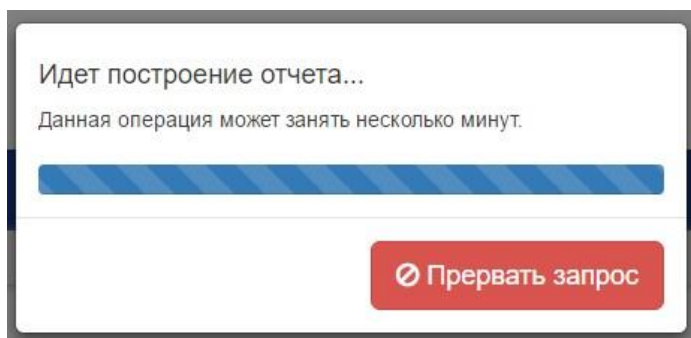 Идет построение отчета...
Данная операция может занять несколько минут.
Прервать запрос